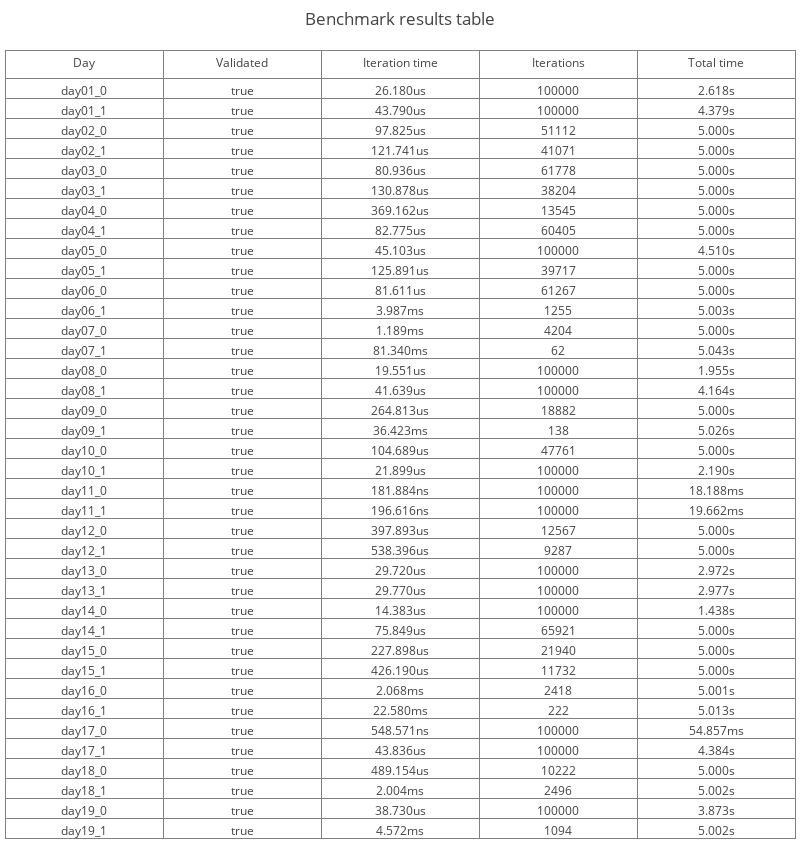 Benchmark results table
Day Validated Iteration time Iterations Total time
day01_0 true 26.180us 100000 2.618s
day01_1 true 43.790us 100000 4.379s
day02_0 true 97.825us 51112 5.000s
day02_1 true 121.741us 41071 5.000s
day03_0 true 80.936us 61778 5.000s
day03_1 true 130.878us 38204 5.000s
day04_0 true 369.162us 13545 5.000s
day04_1 true 82.775us 60405 5.000s
day05_0 true 45.103us 100000 4.510s
day05_1 true 125.891us 39717 5.000s
day06_0 true 81.611us 61267 5.000s
day06_1 true 3.987ms 1255 5.003s
day07_0 true 1.189ms 4204 5.000s
day07_1 true 81.340ms 62 5.043s
day08_0 true 19.551us 100000 1.955s
day08_1 true 41.639us 100000 4.164s
day09_0 true 264.813us 18882 5.000s
day09_1 true 36.423ms 138 5.026s
day10_0 true 104.689us 47761 5.000s
day10_1 true 21.899us 100000 2.190s
day11_0 true 181.884ns 100000 18.188ms
day11_1 true 196.616ns 100000 19.662ms
day12_0 true 397.893us 12567 5.000s
day12_1 true 538.396us 9287 5.000s
day13_0 true 29.720us 100000 2.972s
day13_1 true 29.770us 100000 2.977s
day14_0 true 14.383us 100000 1.438s
day14_1 true 75.849us 65921 5.000s
day15_0 true 227.898us 21940 5.000s
day15_1 true 426.190us 11732 5.000s
day16_0 true 2.068ms 2418 5.001s
day16_1 true 22.580ms 222 5.013s
day17_0 true 548.571ns 100000 54.857ms
day17_1 true 43.836us 100000 4.384s
day18_0 true 489.154us 10222 5.000s
day18_1 true 2.004ms 2496 5.002s
day19_0 true 38.730us 100000 3.873s
day19_1 true 4.572ms 1094 5.002s